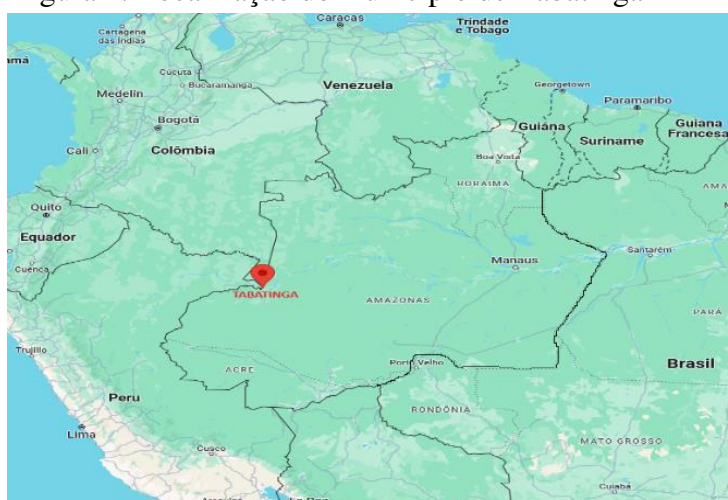 Caracas
Cartagena
das Índias
Trindade
e Tobago
Cúcuta
Bucaramanga
Venezuela
Medelín
Georgetown
Paramaribo
Bogotá
Guiana
Suriname
Guiana
Francesa
Cali
Colômbia
Boa Vista
RORAIMA
Quito
Equador
Manaus
Santarém
Cuenca
TABATINGA
AMAZONAS
PARÁ
Trujillo
ACRE
Porto Velho
Brasil
Peru
RONDÔNIA
Lima
MATO GROSSO
Cusco
Cuiabá